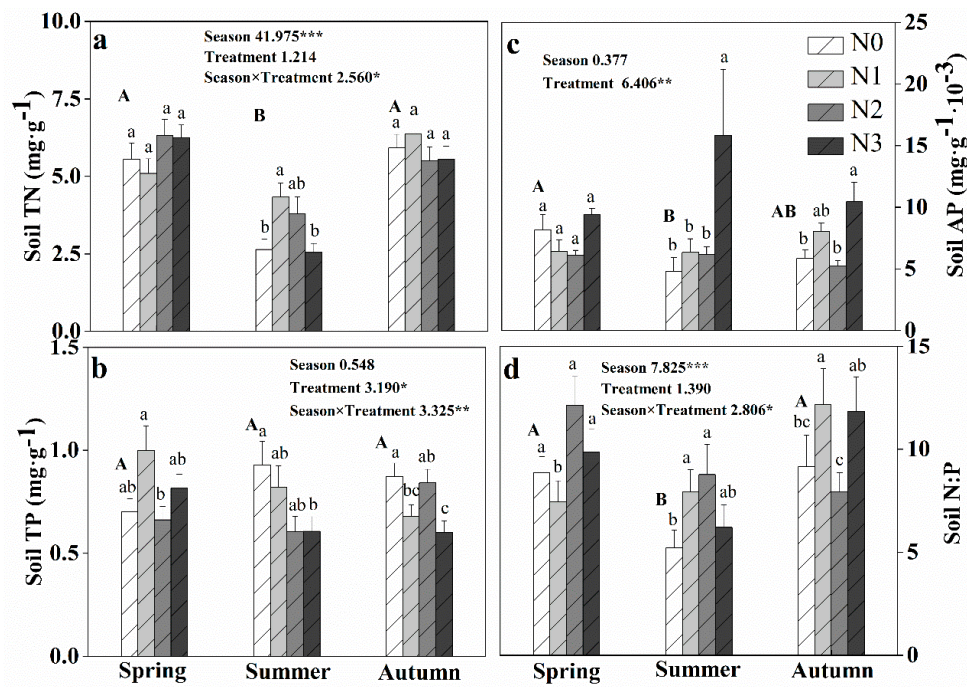 a
Season 41.975***
Treatment 1.214
Season×Treatment 2.560*
10.0
7.5
5.0
2.5
0.0
Soil TN (mg·g⁻¹)
A
a a a a
B
b a ab b
A
a a a a
c
Season 0.377
Treatment 6.406**
N0
N1
N2
N3
25
20
15
10
5
0
Soil AP (mg·g⁻¹·10⁻³)
A
a a a a
B
b b b a
AB
b ab b a
b
Season 0.548
Treatment 3.190*
Season×Treatment 3.325**
1.5
1.0
0.5
0.0
Soil TP (mg·g⁻¹)
A
ab a b ab
A
a ab ab b
A
a bc ab c
Spring Summer Autumn
d
Season 7.825***
Treatment 1.390
Season×Treatment 2.806*
15
10
5
0
Soil N:P
A
a b a a
B
b a a ab
A
bc a c ab
Spring Summer Autumn